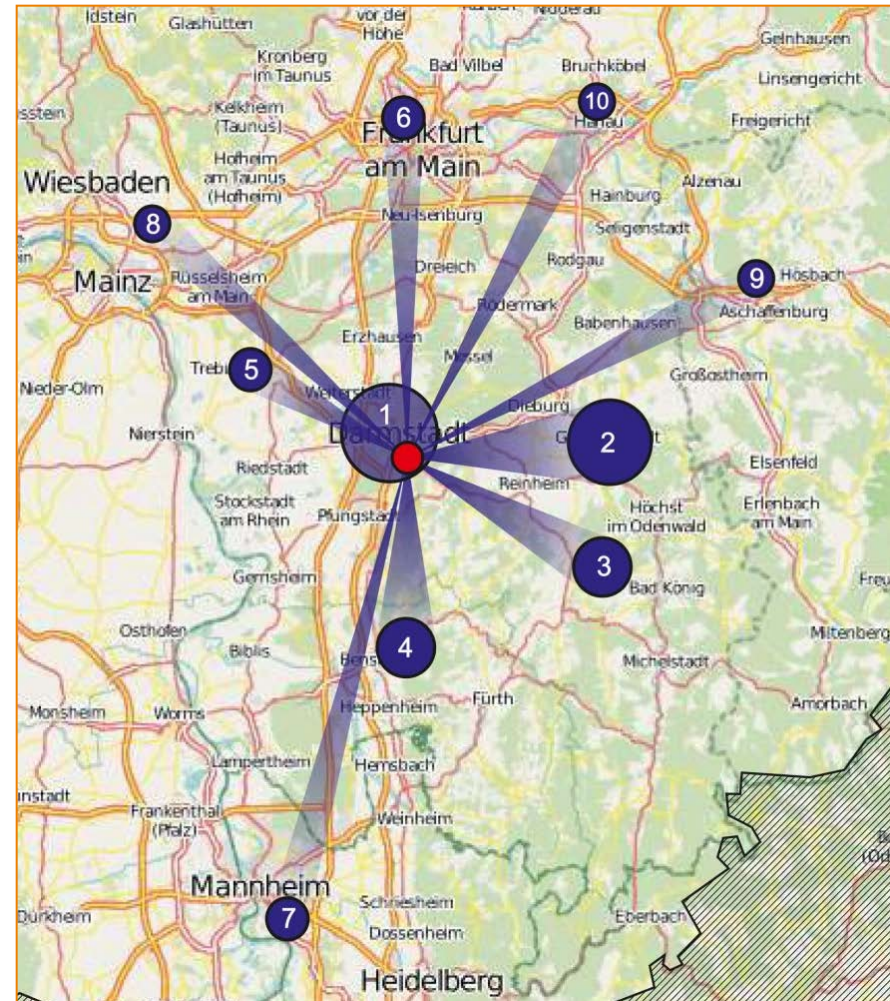 Idstein
Glashütten
vor der
Höhe
Nidderau
Gelnhausen
Kronberg
im Taunus
Bad Vilbel
Bruchköbel
Linsengericht
Kelkheim
(Taunus)
6
10
Hanau
Freigericht
Frankfurt
am Main
Hofheim
am Taunus
(Hofheim)
Wiesbaden
Alzenau
Hainburg
8
Neu-Isenburg
Seligenstadt
Mainz
Rüsselsheim
am Main
Dreieich
Rodgau
9
Hösbach
Rödermark
Aschaffenburg
Babenhausen
Erzhausen
Messel
5
Großostheim
Nieder-Olm
Weiterstadt
1
Dieburg
Nierstein
Darmstadt
2
Elsenfeld
Riedstadt
Reinheim
Stockstadt
am Rhein
Pfungstadt
Höchst
im Odenwald
Erlenbach
am Main
3
Gernsheim
Bad König
Osthofen
Biblis
4
Miltenberg
Michelstadt
Monsheim
Worms
Heppenheim
Fürth
Amorbach
Lampertheim
Hemsbach
Frankenthal
(Pfalz)
Weinheim
Mannheim
7
Schriesheim
Eberbach
Dossenheim
Heidelberg